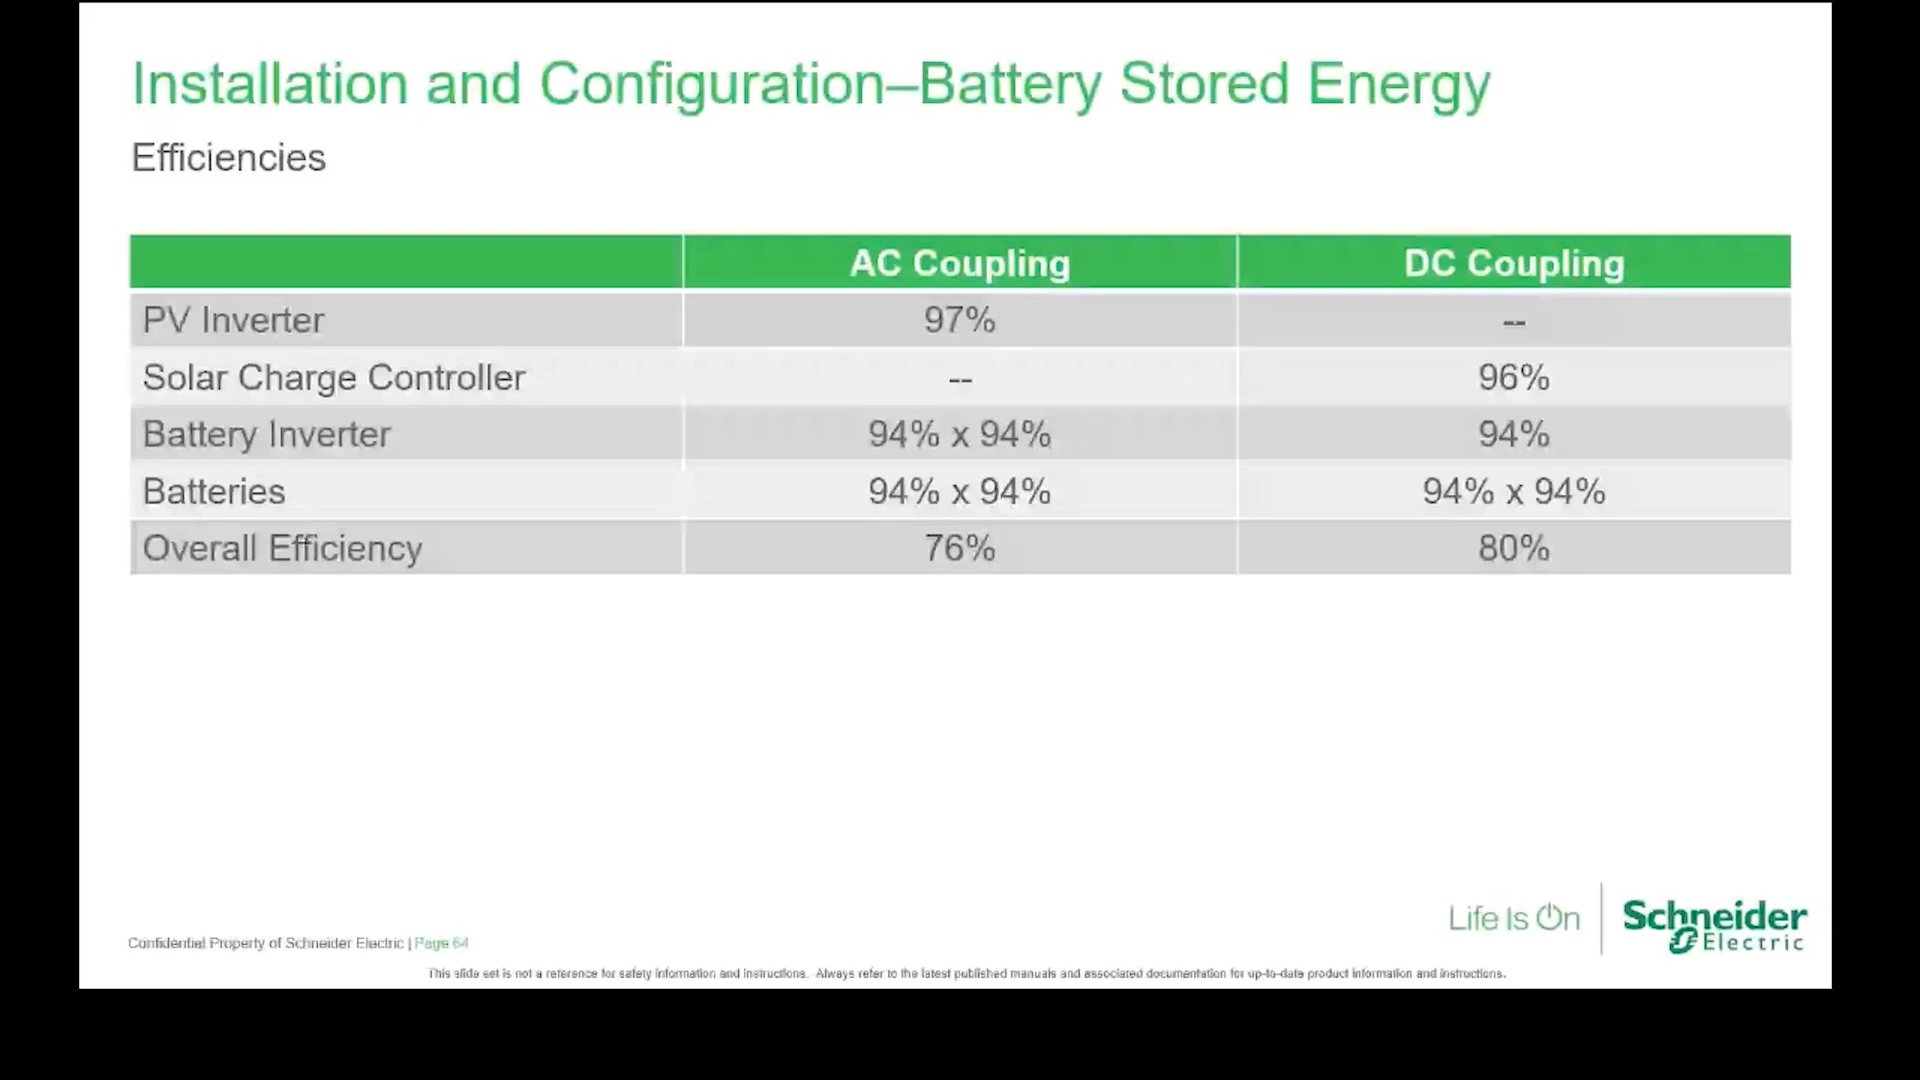 Installation and Configuration–Battery Stored Energy
Efficiencies
AC Coupling DC Coupling
PV Inverter 97% --
Solar Charge Controller -- 96%
Battery Inverter 94% x 94% 94%
Batteries 94% x 94% 94% x 94%
Overall Efficiency 76% 80%
Life Is On
Schneider
Electric
Confidential Property of Schneider Electric | Page 64
This slide set is not a reference for safety information and instructions. Always refer to the latest published manuals and associated documentation for up-to-date product information and instructions.